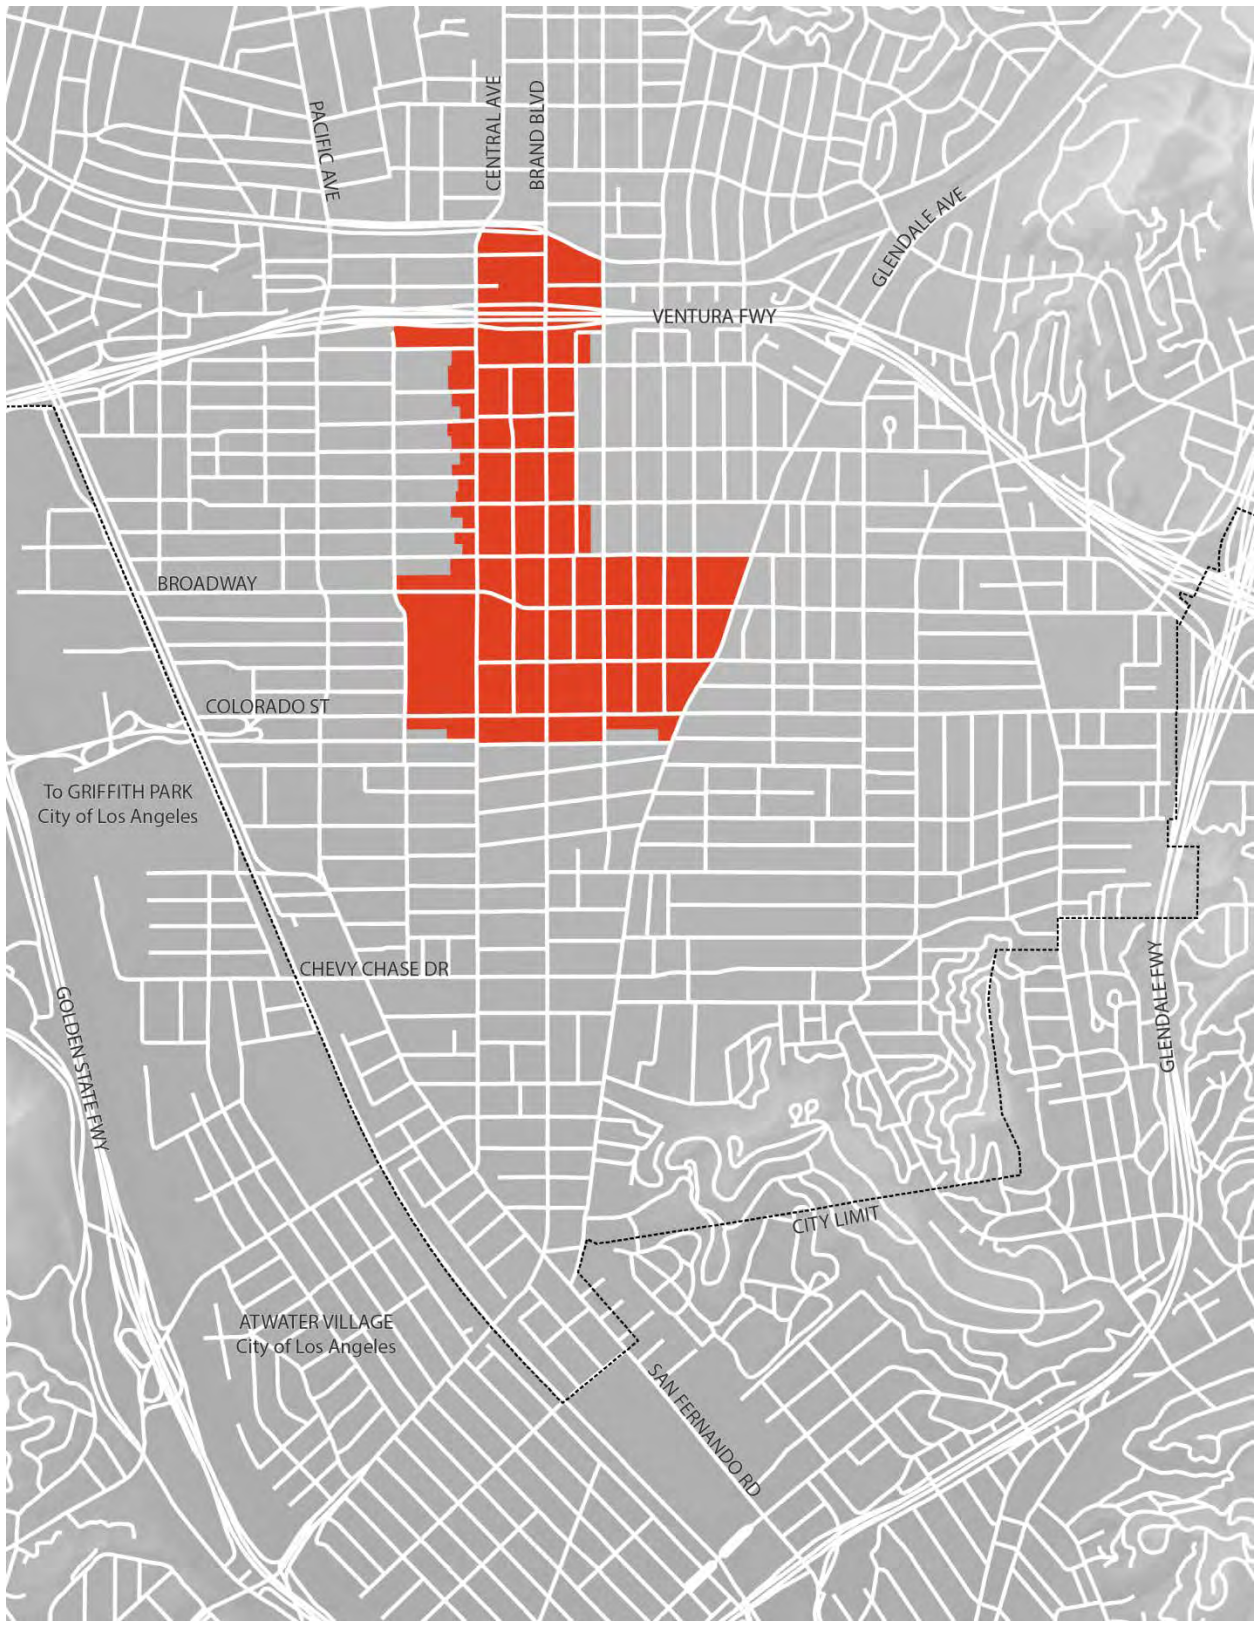 PACIFIC AVE
CENTRAL AVE
BRAND BLVD
GLENDALE AVE
VENTURA FWY
BROADWAY
COLORADO ST
To GRIFFITH PARK
City of Los Angeles
CHEVY CHASE DR
GOLDEN STATE FWY
GLENDALE FWY
CITY LIMIT
ATWATER VILLAGE
City of Los Angeles
SAN FERNANDO RD